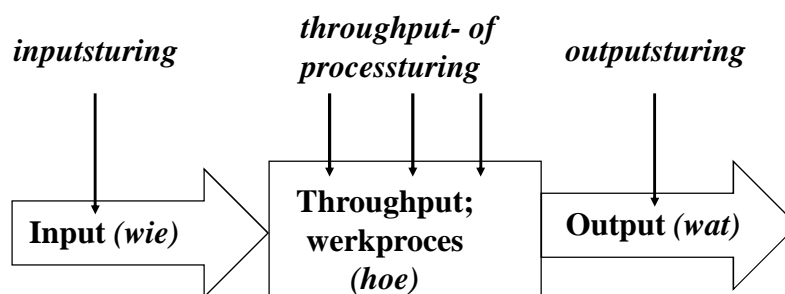 inputsturing
throughput- of
processturing
outputsturing
Input (wie)
Throughput;
werkproces
(hoe)
Output (wat)